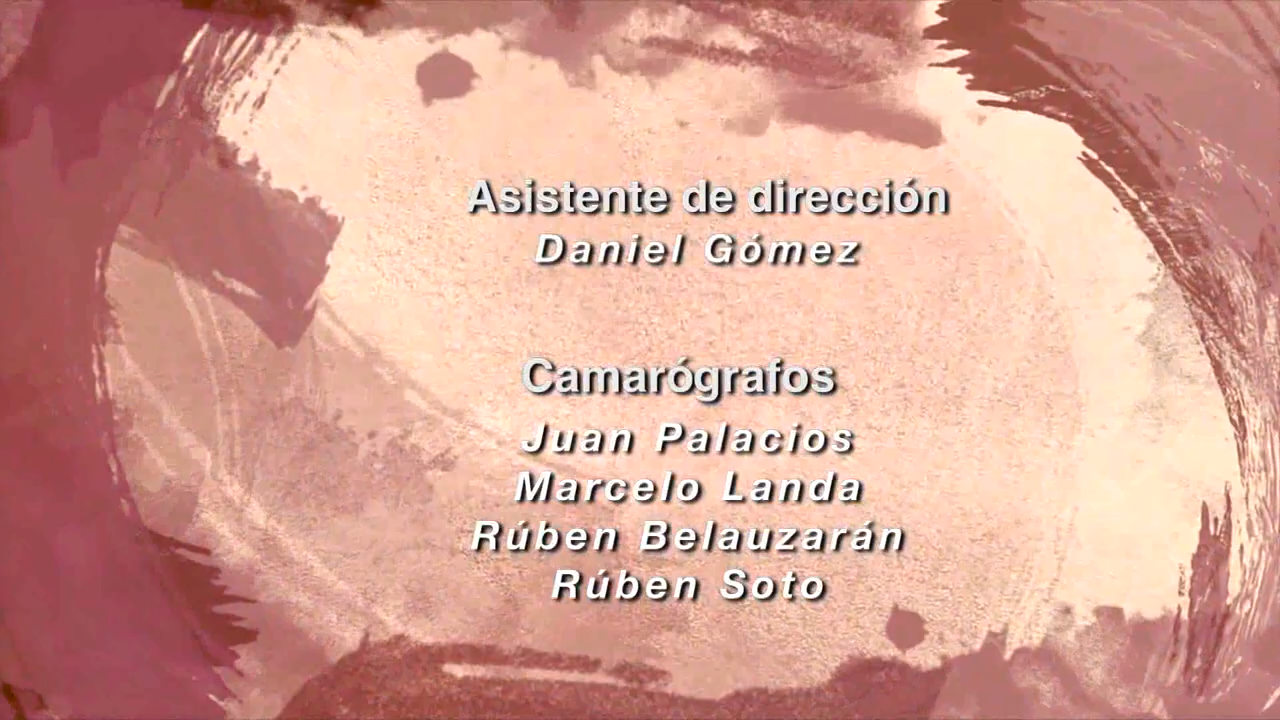 Asistente de dirección
Daniel Gómez
Camarógrafos
Juan Palacios
Marcelo Landa
Rúben Belauzarán
Rúben Soto